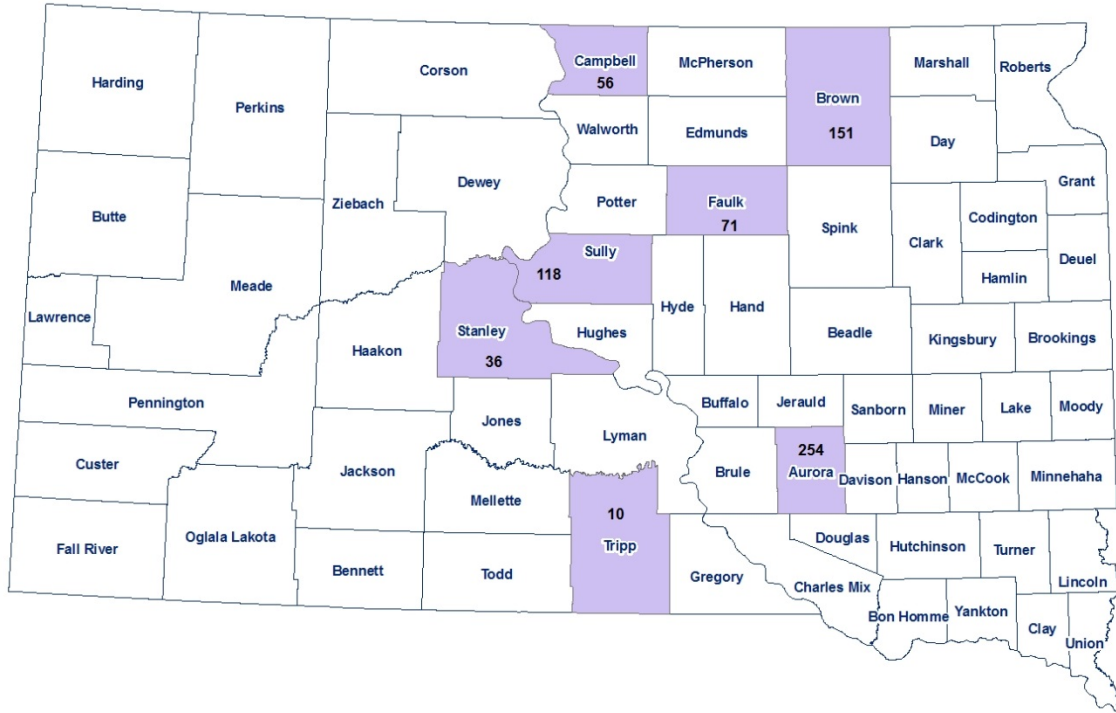 Harding
Perkins
Corson
Campbell
56
McPherson
Brown
151
Marshall
Roberts
Butte
Ziebach
Dewey
Walworth
Edmunds
Day
Grant
Potter
Faulk
71
Spink
Clark
Codington
Hamlin
Deuel
Lawrence
Meade
Haakon
Stanley
36
118
Sully
Hughes
Hyde
Hand
Beadle
Kingsbury
Brookings
Pennington
Custer
Jackson
Jones
Lyman
Buffalo
Jerauld
Sanborn
Miner
Lake
Moody
Brule
254
Aurora
Davison
Hanson
McCook
Minnehaha
Fall River
Oglala Lakota
Bennett
Mellette
Todd
10
Tripp
Gregory
Douglas
Charles Mix
Hutchinson
Turner
Lincoln
Bon Homme
Yankton
Clay
Union